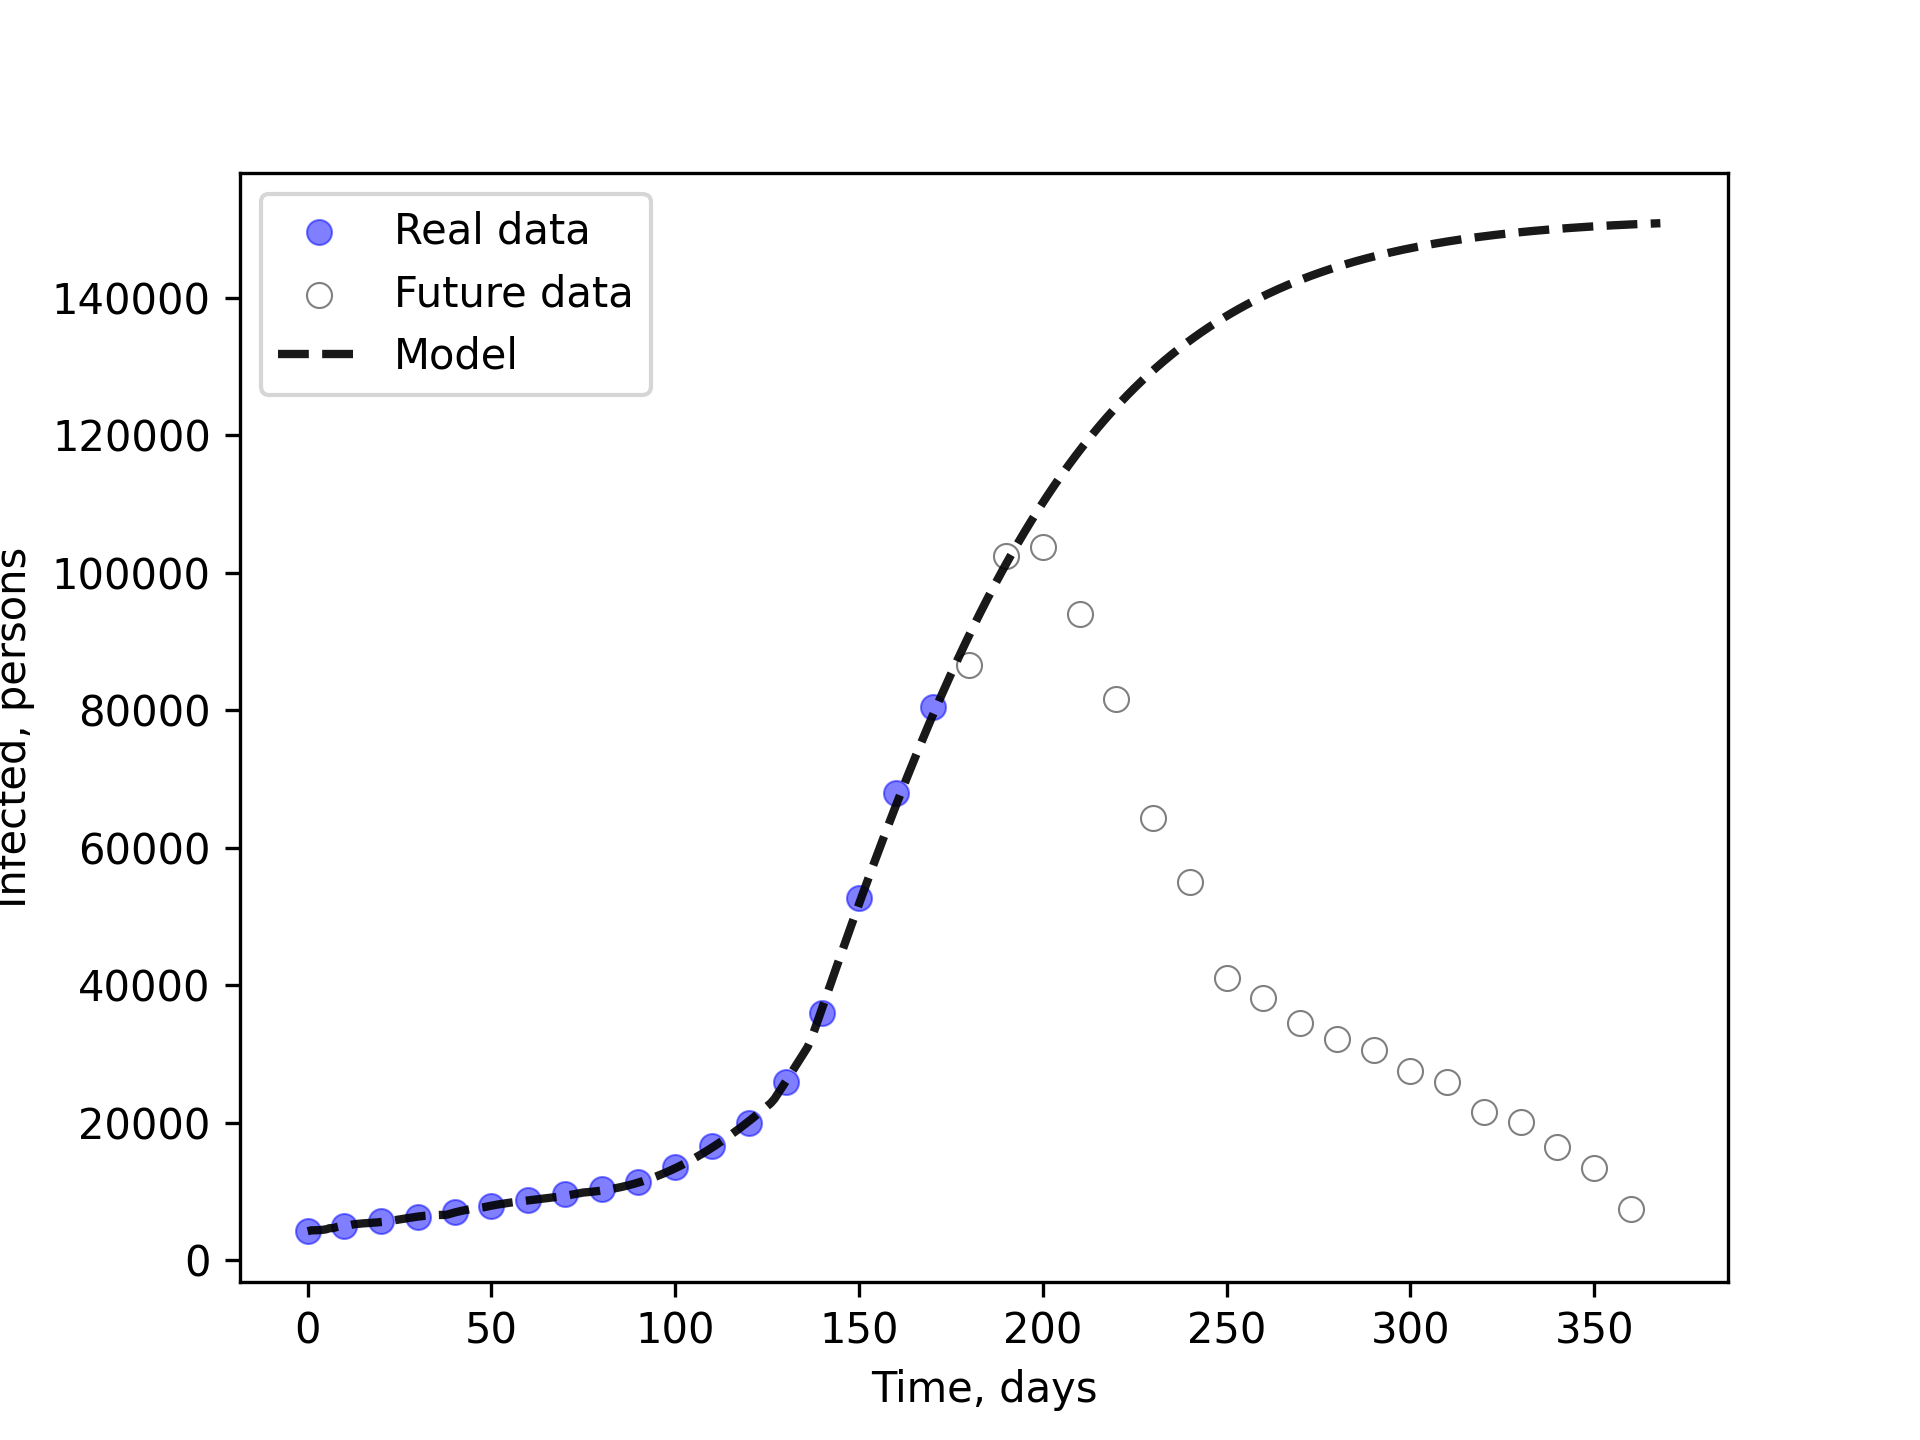 Real data
Future data
Model
140000
120000
100000
80000
60000
40000
20000
0
Infected, persons
0 50 100 150 200 250 300 350
Time, days